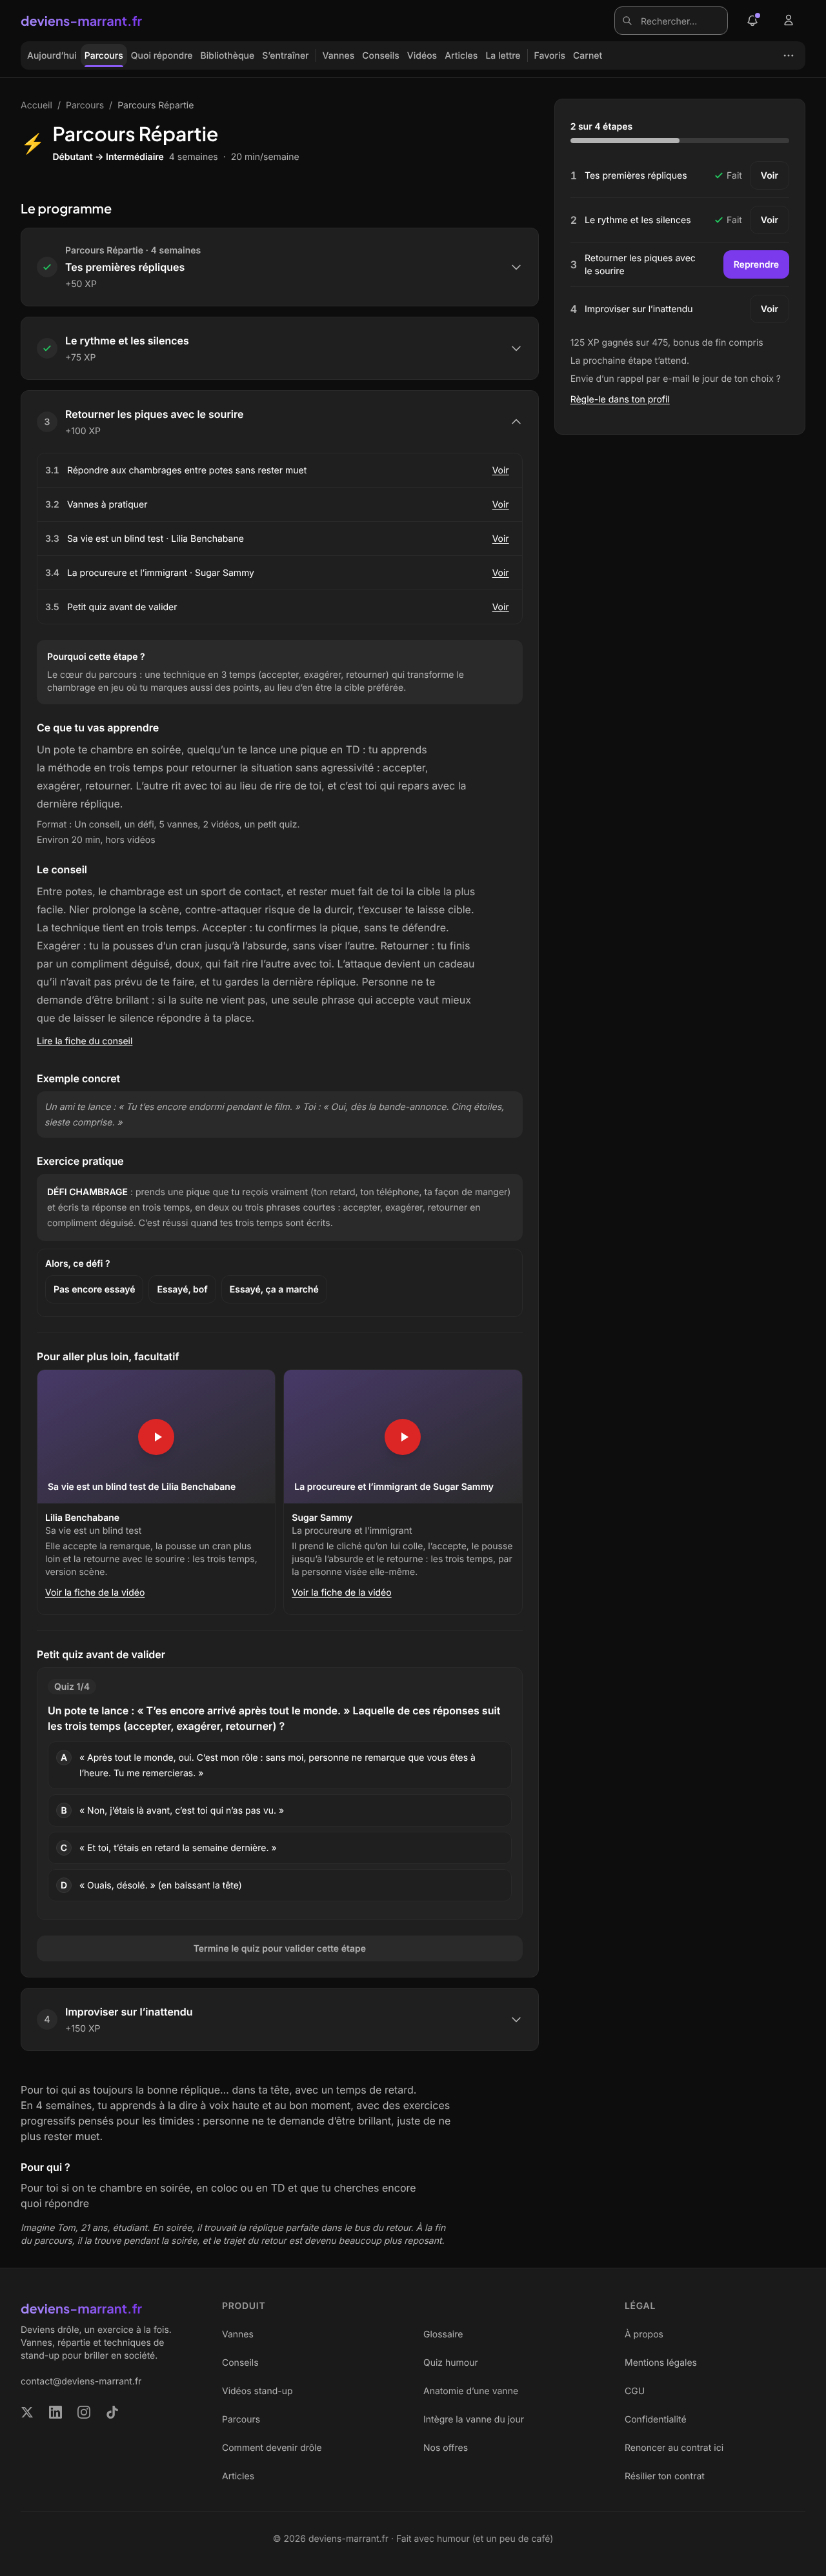 deviens-marrant.fr
Rechercher...
Aujourd’hui Parcours Quoi répondre Bibliothèque S’entraîner Vannes Conseils Vidéos Articles La lettre Favoris Carnet
Accueil / Parcours / Parcours Répartie
⚡ Parcours Répartie
Débutant → Intermédiaire 4 semaines · 20 min/semaine
Le programme
Parcours Répartie · 4 semaines
Tes premières répliques
+50 XP
Le rythme et les silences
+75 XP
3
Retourner les piques avec le sourire
+100 XP
3.1 Répondre aux chambrages entre potes sans rester muet Voir
3.2 Vannes à pratiquer Voir
3.3 Sa vie est un blind test · Lilia Benchabane Voir
3.4 La procureure et l’immigrant · Sugar Sammy Voir
3.5 Petit quiz avant de valider Voir
Pourquoi cette étape ?
Le cœur du parcours : une technique en 3 temps (accepter, exagérer, retourner) qui transforme le
chambrage en jeu où tu marques aussi des points, au lieu d’en être la cible préférée.
Ce que tu vas apprendre
Un pote te chambre en soirée, quelqu’un te lance une pique en TD : tu apprends
la méthode en trois temps pour retourner la situation sans agressivité : accepter,
exagérer, retourner. L’autre rit avec toi au lieu de rire de toi, et c’est toi qui repars avec la
dernière réplique.
Format : Un conseil, un défi, 5 vannes, 2 vidéos, un petit quiz.
Environ 20 min, hors vidéos
Le conseil
Entre potes, le chambrage est un sport de contact, et rester muet fait de toi la cible la plus
facile. Nier prolonge la scène, contre-attaquer risque de la durcir, t’excuser te laisse cible.
La technique tient en trois temps. Accepter : tu confirmes la pique, sans te défendre.
Exagérer : tu la pousses d’un cran jusqu’à l’absurde, sans viser l’autre. Retourner : tu finis
par un compliment déguisé, doux, qui fait rire l’autre avec toi. L’attaque devient un cadeau
qu’il n’avait pas prévu de te faire, et tu gardes la dernière réplique. Personne ne te
demande d’être brillant : si la suite ne vient pas, une seule phrase qui accepte vaut mieux
que de laisser le silence répondre à ta place.
Lire la fiche du conseil
Exemple concret
Un ami te lance : « Tu t’es encore endormi pendant le film. » Toi : « Oui, dès la bande-annonce. Cinq étoiles,
sieste comprise. »
Exercice pratique
DÉFI CHAMBRAGE : prends une pique que tu reçois vraiment (ton retard, ton téléphone, ta façon de manger)
et écris ta réponse en trois temps, en deux ou trois phrases courtes : accepter, exagérer, retourner en
compliment déguisé. C’est réussi quand tes trois temps sont écrits.
Alors, ce défi ?
Pas encore essayé Essayé, bof Essayé, ça a marché
Pour aller plus loin, facultatif
Sa vie est un blind test de Lilia Benchabane
Lilia Benchabane
Sa vie est un blind test
Elle accepte la remarque, la pousse un cran plus
loin et la retourne avec le sourire : les trois temps,
version scène.
Voir la fiche de la vidéo
La procureure et l’immigrant de Sugar Sammy
Sugar Sammy
La procureure et l’immigrant
Il prend le cliché qu’on lui colle, l’accepte, le pousse
jusqu’à l’absurde et le retourne : les trois temps, par
la personne visée elle-même.
Voir la fiche de la vidéo
Petit quiz avant de valider
Quiz 1/4
Un pote te lance : « T’es encore arrivé après tout le monde. » Laquelle de ces réponses suit
les trois temps (accepter, exagérer, retourner) ?
A « Après tout le monde, oui. C’est mon rôle : sans moi, personne ne remarque que vous êtes à
l’heure. Tu me remercieras. »
B « Non, j’étais là avant, c’est toi qui n’as pas vu. »
C « Et toi, t’étais en retard la semaine dernière. »
D « Ouais, désolé. » (en baissant la tête)
Termine le quiz pour valider cette étape
4
Improviser sur l’inattendu
+150 XP
Pour toi qui as toujours la bonne réplique... dans ta tête, avec un temps de retard.
En 4 semaines, tu apprends à la dire à voix haute et au bon moment, avec des exercices
progressifs pensés pour les timides : personne ne te demande d’être brillant, juste de ne
plus rester muet.
Pour qui ?
Pour toi si on te chambre en soirée, en coloc ou en TD et que tu cherches encore
quoi répondre
Imagine Tom, 21 ans, étudiant. En soirée, il trouvait la réplique parfaite dans le bus du retour. À la fin
du parcours, il la trouve pendant la soirée, et le trajet du retour est devenu beaucoup plus reposant.
2 sur 4 étapes
1 Tes premières répliques Fait Voir
2 Le rythme et les silences Fait Voir
3 Retourner les piques avec
le sourire Reprendre
4 Improviser sur l’inattendu Voir
125 XP gagnés sur 475, bonus de fin compris
La prochaine étape t’attend.
Envie d’un rappel par e-mail le jour de ton choix ?
Règle-le dans ton profil
deviens-marrant.fr
Deviens drôle, un exercice à la fois.
Vannes, répartie et techniques de
stand-up pour briller en société.
contact@deviens-marrant.fr
PRODUIT
Vannes
Conseils
Vidéos stand-up
Parcours
Comment devenir drôle
Articles
Glossaire
Quiz humour
Anatomie d’une vanne
Intègre la vanne du jour
Nos offres
LÉGAL
À propos
Mentions légales
CGU
Confidentialité
Renoncer au contrat ici
Résilier ton contrat
© 2026 deviens-marrant.fr · Fait avec humour (et un peu de café)